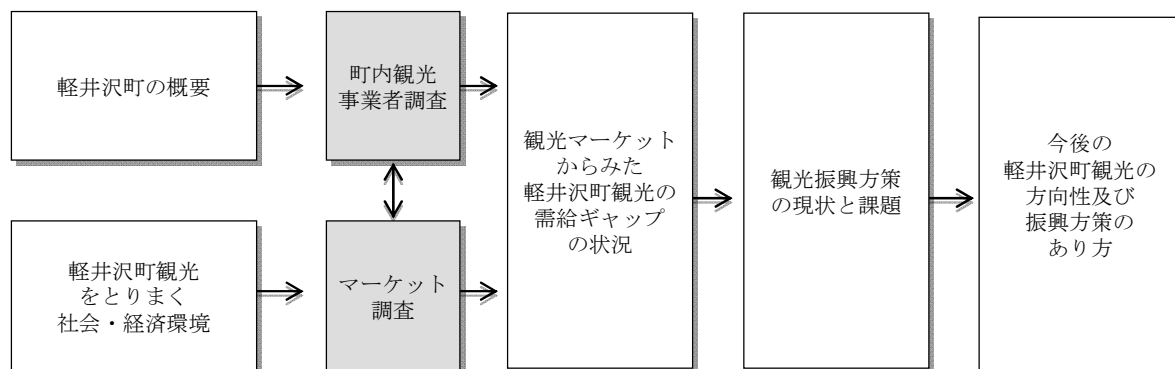 軽井沢町の概要
町内観光
事業者調査
軽井沢町観光
をとりまく
社会・経済環境
マーケット
調査
観光マーケット
からみた
軽井沢町観光の
需給ギャップ
の状況
観光振興方策
の現状と課題
今後の
軽井沢町観光の
方向性及び
振興方策の
あり方